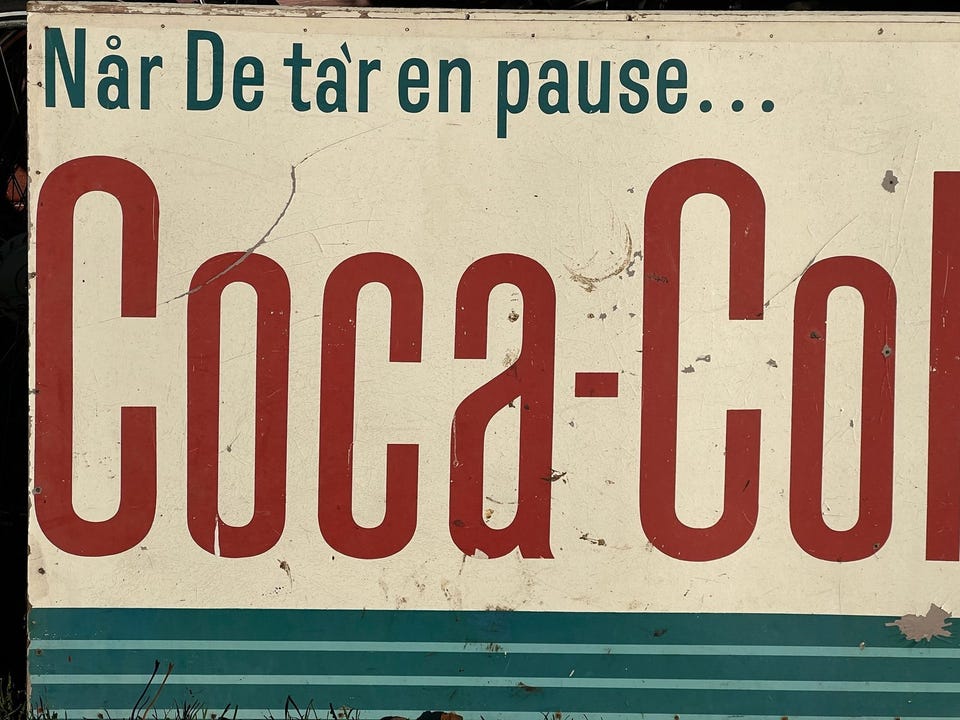 Når De ta'r en pause...
Coca-Col